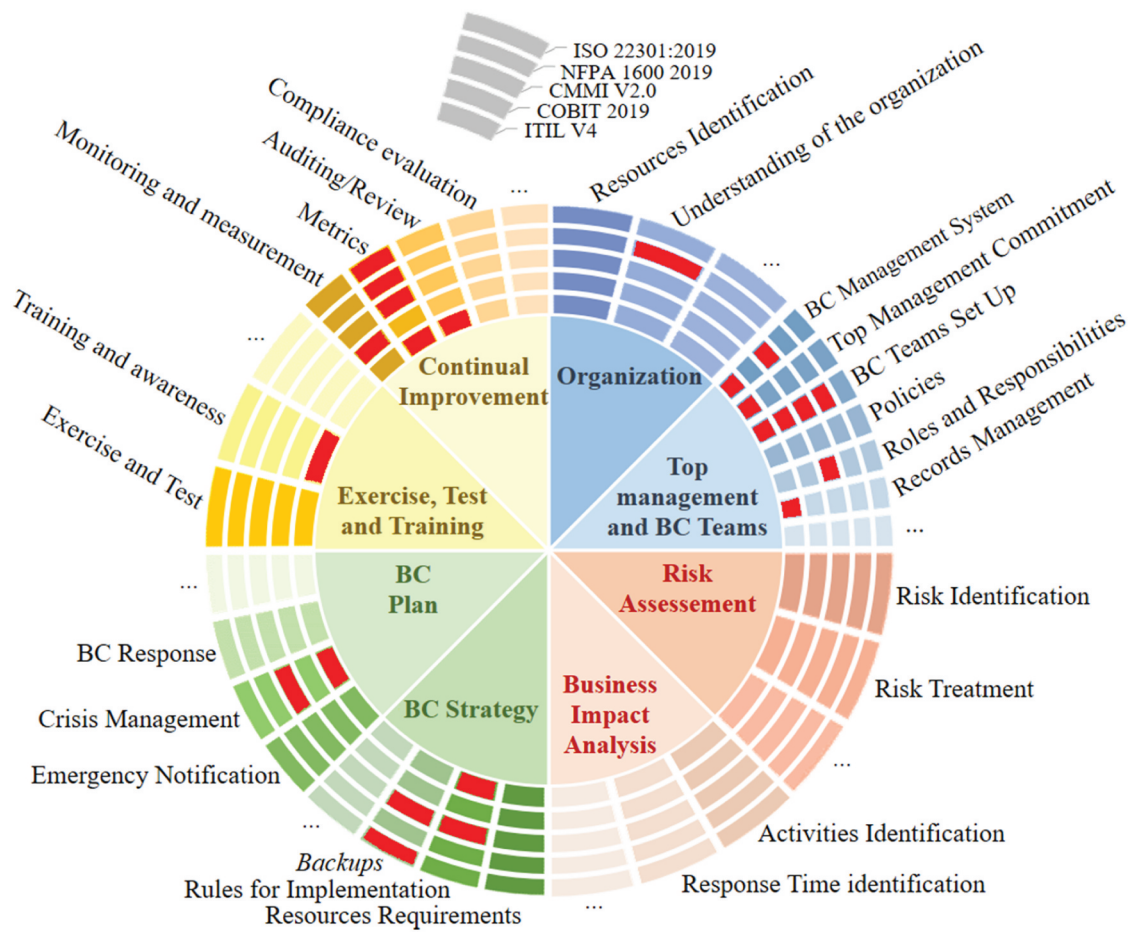 ISO 22301:2019
NFPA 1600 2019
CMMI V2.0
COBIT 2019
ITIL V4
Resources Identification
Understanding of the organization
...
BC Management System
Top Management Commitment
BC Teams Set Up
Policies
Roles and Responsibilities
Records Management
...
Risk Identification
Risk Treatment
...
Activities Identification
Response Time identification
...
Resources Requirements
Rules for Implementation
Backups
...
Emergency Notification
Crisis Management
BC Response
...
Exercise and Test
Training and awareness
...
Monitoring and measurement
Metrics
Auditing/Review
Compliance evaluation
...
Organization
Top
management
and BC Teams
Risk
Assessement
Business
Impact
Analysis
BC Strategy
BC
Plan
Exercise, Test
and Training
Continual
Improvement